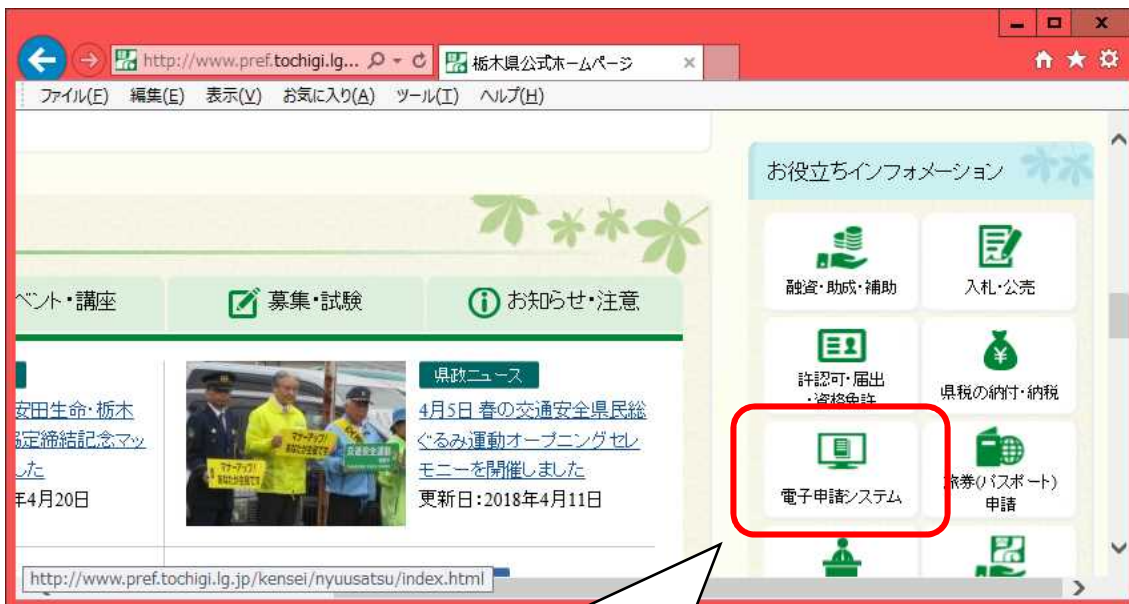 http://www.pref.tochigi.lg...
栃木県公式ホームページ
ファイル(F) 編集(E) 表示(V) お気に入り(A) ツール(T) ヘルプ(H)
お役立ちインフォメーション
融資・助成・補助
入札・公売
ベント・講座
募集・試験
お知らせ・注意
許認可・届出
・資格免許
県税の納付・納税
県政ニュース
安田生命・栃木
協定締結記念マッ
した
年4月20日
4月5日 春の交通安全県民総
ぐるみ運動オープニングセレ
モニーを開催しました
更新日:2018年4月11日
電子申請システム
旅券(パスポート)
申請
http://www.pref.tochigi.lg.jp/kensei/nyuusatsu/index.html